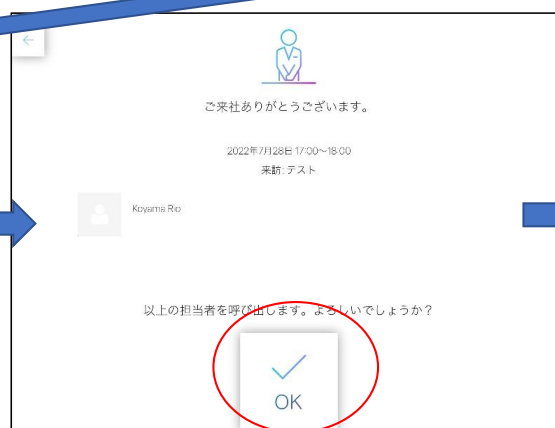 ご来社ありがとうございます。
2022年7月28日 17:00~18:00
来訪: テスト
Koyama Rio
以上の担当者を呼び出します。よろしいでしょうか？
OK